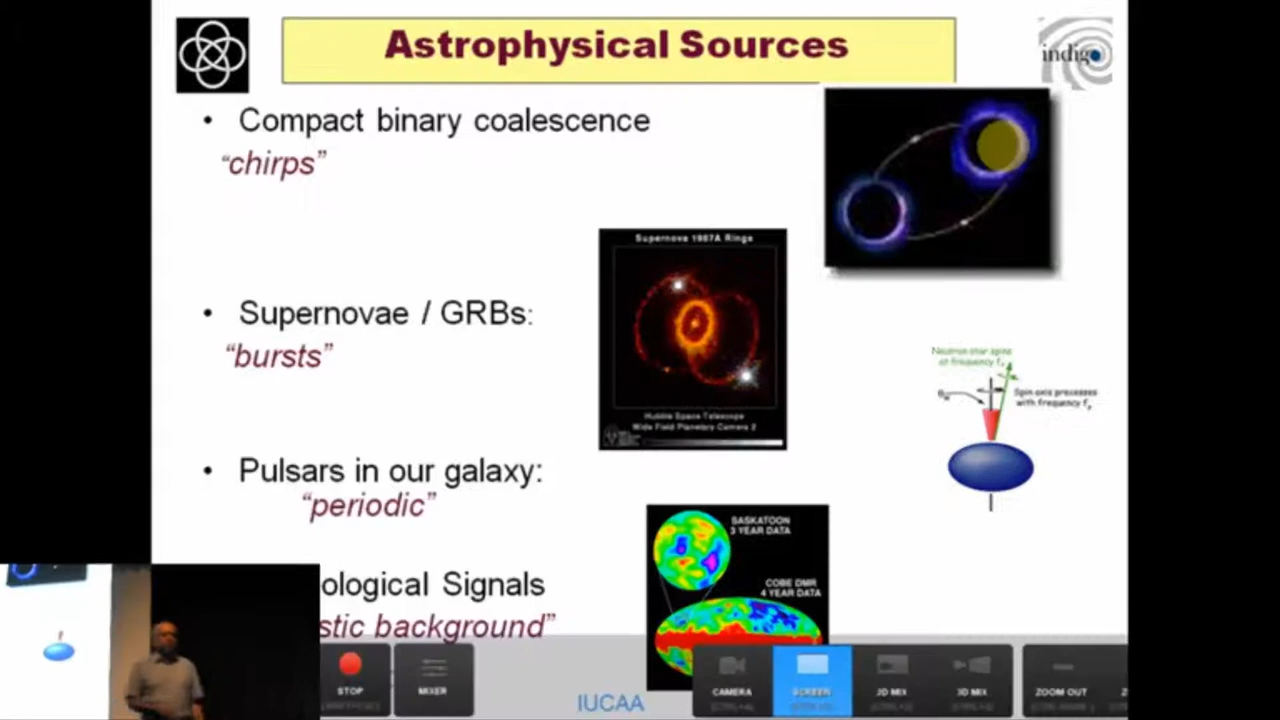 Astrophysical Sources
indigo
• Compact binary coalescence
"chirps"
Supernova 1987A Rings
• Supernovae / GRBs:
"bursts"
Hubble Space Telescope
Wide Field Planetary Camera 2
Neutron star spins
at frequency f
Spin axis precesses
with frequency f
• Pulsars in our galaxy:
"periodic"
SASKATOON
3 YEAR DATA
COBE DMR
4 YEAR DATA
ological Signals
stic background"
STOP
MIXER
IUCAA
CAMERA
SCREEN
2D MIX
3D MIX
ZOOM OUT